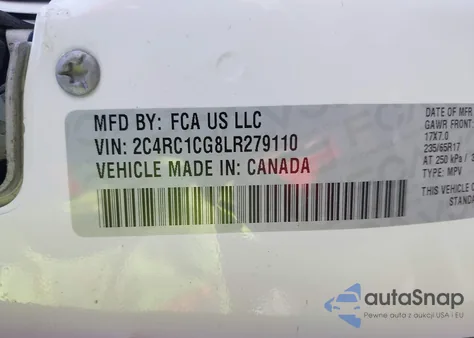 MFD BY: FCA US LLC
VIN: 2C4RC1CG8LR279110
VEHICLE MADE IN: CANADA
DATE OF MFR
GAWR FRONT:
17X7.0
235/65R17
AT 250 kPa /
TYPE: MPV
THIS VEHICLE
STANDA
autoSnap
Pewne auta z aukcji USA i EU